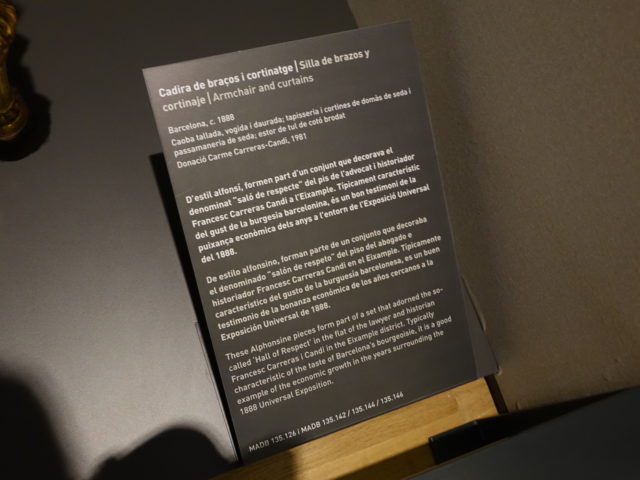 Cadira de braços i cortinatge | Silla de brazos y
cortinaje | Armchair and curtains
Barcelona, c. 1888
Caoba tallada, vogida i daurada; tapisseria i cortines de domàs de seda i
passamaneria de seda; estor de tul de cotó brodat
Donació Carme Carreras-Candi, 1981
D'estil alfonsí, formen part d'un conjunt que decorava el
denominat "saló de respecte" del pis de l'advocat i historiador
Francesc Carreras Candi a l'Eixample. Típicament característic
del gust de la burgesia barcelonina, és un bon testimoni de la
puixança econòmica dels anys a l'entorn de l'Exposició Universal
del 1888.
De estilo alfonsino, forman parte de un conjunto que decoraba
el denominado "salón de respeto" del piso del abogado e
historiador Francesc Carreras Candi en el Eixample. Típicamente
característico del gusto de la burguesía barcelonesa, es un buen
testimonio de la bonanza económica de los años cercanos a la
Exposición Universal de 1888.
These Alphonsine pieces form part of a set that adorned the so-
called 'Hall of Respect' in the flat of the lawyer and historian
Francesc Carreras i Candi in the Eixample district. Typically
characteristic of the taste of Barcelona's bourgeoisie, it is a good
example of the economic growth in the years surrounding the
1888 Universal Exposition.
MADB 135.126 i MADB 135.142 / 135.144 / 135.146